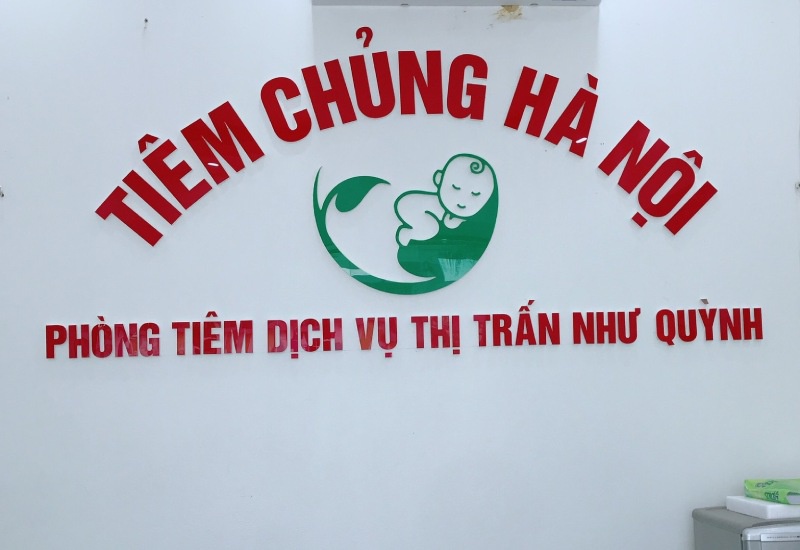 TIÊM CHỦNG HÀ NỘI
PHÒNG TIÊM DỊCH VỤ THỊ TRẤN NHƯ QUỲNH